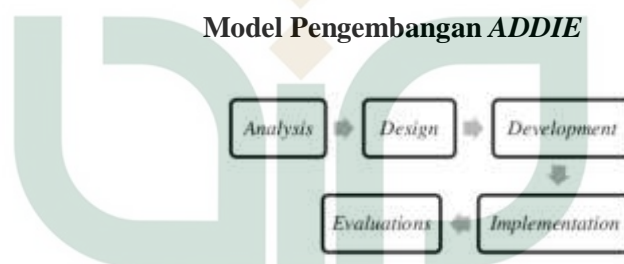 Model Pengembangan ADDIE
Analysis Design Development
Evaluations Implementation